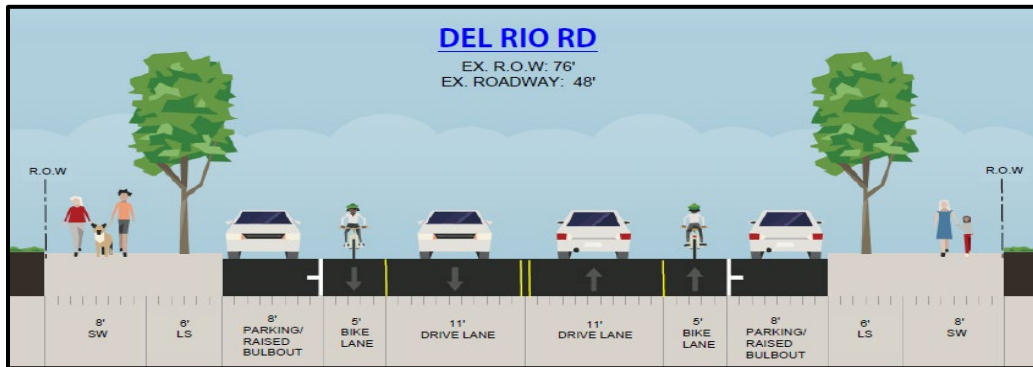 DEL RIO RD
EX. R.O.W: 76'
EX. ROADWAY: 48'
R.O.W
R.O.W
8'
SW
6'
LS
8'
PARKING/
RAISED
BULBOUT
5'
BIKE
LANE
11'
DRIVE LANE
11'
DRIVE LANE
5'
BIKE
LANE
8'
PARKING/
RAISED
BULBOUT
6'
LS
8'
SW